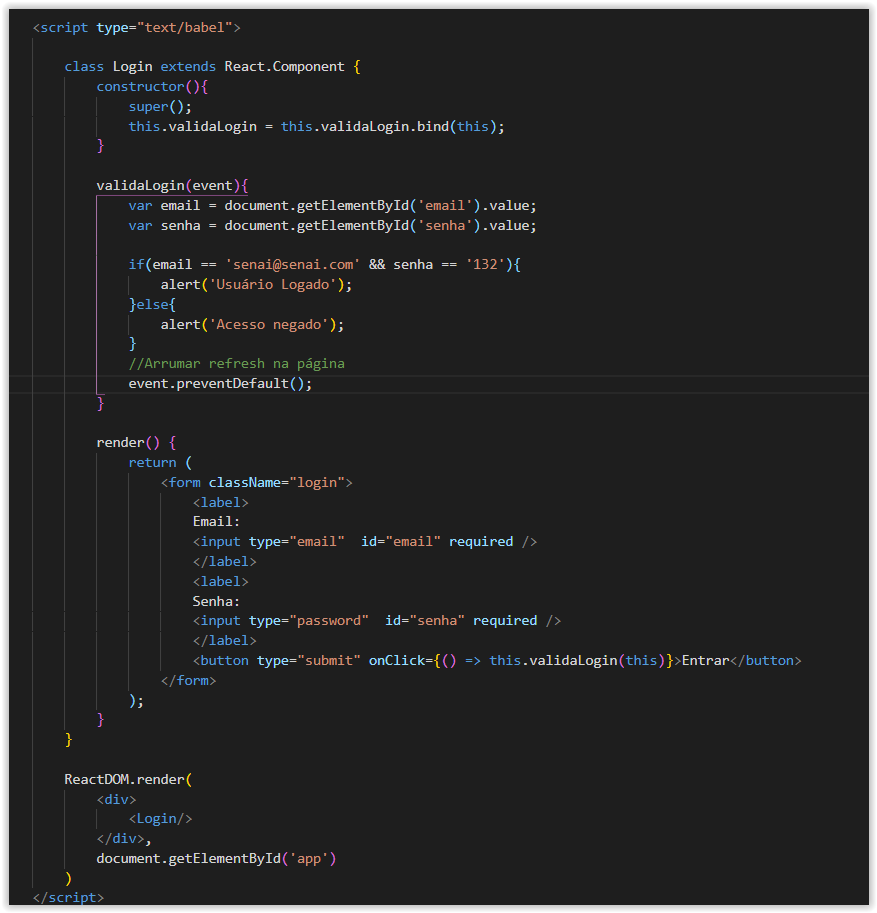 <script type="text/babel">
class Login extends React.Component {
constructor(){
super();
this.validaLogin = this.validaLogin.bind(this);
}
validaLogin(event){
var email = document.getElementById('email').value;
var senha = document.getElementById('senha').value;
if(email == 'senai@senai.com' && senha == '132'){
alert('Usuário Logado');
}else{
alert('Acesso negado');
}
//Arrumar refresh na página
event.preventDefault();
}
render() {
return (
<form className="login">
<label>
Email:
<input type="email"  id="email" required />
</label>
<label>
Senha:
<input type="password"  id="senha" required />
</label>
<button type="submit" onClick={() => this.validaLogin(this)}>Entrar</button>
</form>
);
}
}
ReactDOM.render(
<div>
<Login/>
</div>,
document.getElementById('app')
)
</script>